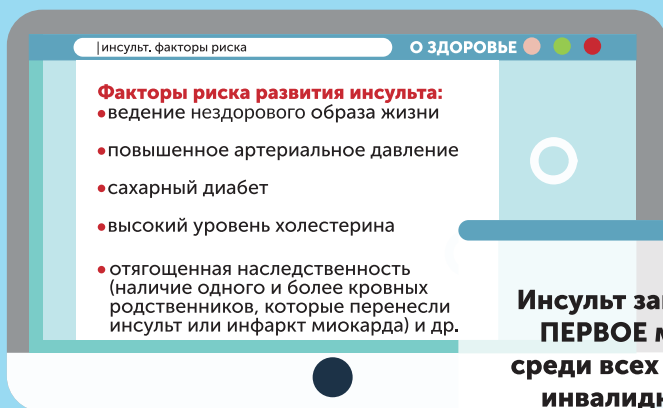 |инсульт. факторы риска
О ЗДОРОВЬЕ
Факторы риска развития инсульта:
•ведение нездорового образа жизни
•повышенное артериальное давление
•сахарный диабет
•высокий уровень холестерина
• отягощенная наследственность
(наличие одного и более кровных
родственников, которые перенесли
инсульт или инфаркт миокарда) и др.
Инсульт
ПЕРВОЕ
среди всех